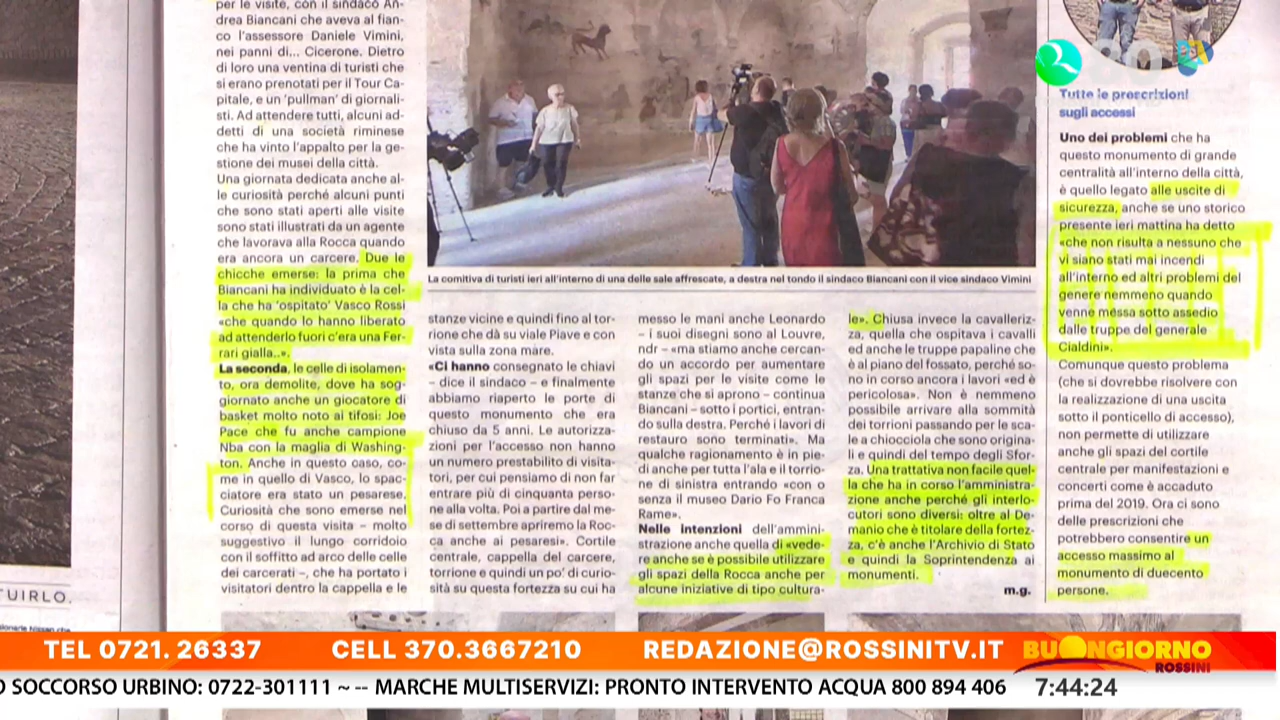 per le visite, con il sindaco An-
drea Biancani che aveva al fian-
co l'assessore Daniele Vimini,
nei panni di... Cicerone. Dietro
di loro una ventina di turisti che
si erano prenotati per il Tour Ca-
pitale, e un 'pullman' di giornali-
sti. Ad attendere tutti, alcuni ad-
detti di una società riminese
che ha vinto l'appalto per la ge-
stione dei musei della città.
Una giornata dedicata anche al-
le curiosità perché alcuni punti
che sono stati aperti alle visite
sono stati illustrati da un agente
che lavorava alla Rocca quando
era ancora un carcere. Due le
chicche emerse: la prima che
Biancani ha individuato è la cel-
la che ha 'ospitato' Vasco Rossi
«che quando lo hanno liberato
ad attenderlo fuori c'era una Fer-
rari gialla..».
La seconda, le celle di isolamen-
to, ora demolite, dove ha sog-
giornato anche un giocatore di
basket molto noto ai tifosi: Joe
Pace che fu anche campione
Nba con la maglia di Washing-
ton. Anche in questo caso, co-
me in quello di Vasco, lo spac-
ciatore era stato un pesarese.
Curiosità che sono emerse nel
corso di questa visita – molto
suggestivo il lungo corridoio
con il soffitto ad arco delle celle
dei carcerati –, che ha portato i
visitatori dentro la cappella e le
La comitiva di turisti ieri all'interno di una delle sale affrescate, a destra nel tondo il sindaco Biancani con il vice sindaco Vimini
stanze vicine e quindi fino al tor-
rione che dà su viale Piave e con
vista sulla zona mare.
«Ci hanno consegnato le chiavi
– dice il sindaco – e finalmente
abbiamo riaperto le porte di
questo monumento che era
chiuso da 5 anni. Le autorizza-
zioni per l'accesso non hanno
un numero prestabilito di visita-
tori, per cui pensiamo di non far
entrare più di cinquanta perso-
ne alla volta. Poi a partire dal me-
se di settembre apriremo la Roc-
ca anche ai pesaresi». Cortile
centrale, cappella del carcere,
torrione e quindi un po' di curio-
sità su questa fortezza su cui ha
messo le mani anche Leonardo
– i suoi disegni sono al Louvre,
ndr – «ma stiamo anche cercan-
do un accordo per aumentare
gli spazi per le visite come le
stanze che si aprono – continua
Biancani – sotto i portici, entran-
do sulla destra. Perché i lavori di
restauro sono terminati». Ma
qualche ragionamento è in pie-
di anche per tutta l'ala e il torrio-
ne di sinistra entrando «con o
senza il museo Dario Fo Franca
Rame».
Nelle intenzioni dell'ammini-
strazione anche quella di «vede-
re anche se è possibile utilizzare
gli spazi della Rocca anche per
alcune iniziative di tipo cultura-
le». Chiusa invece la cavalleriz-
za, quella che ospitava i cavalli
ed anche le truppe papaline che
è al piano del fossato, perché so-
no in corso ancora i lavori «ed è
pericolosa». Non è nemmeno
possibile arrivare alla sommità
dei torrioni passando per le sca-
le a chiocciola che sono origina-
li e quindi del tempo degli Sfor-
za. Una trattativa non facile quel-
la che ha in corso l'amministra-
zione anche perché gli interlo-
cutori sono diversi: oltre al De-
manio che è titolare della fortez-
za, c'è anche l'Archivio di Stato
e quindi la Soprintendenza ai
monumenti.
m.g.
Tutte le prescrizioni
sugli accessi
Uno dei problemi che ha
questo monumento di grande
centralità all'interno della città,
è quello legato alle uscite di
sicurezza, anche se uno storico
presente ieri mattina ha detto
«che non risulta a nessuno che
vi siano stati mai incendi
all'interno ed altri problemi del
genere nemmeno quando
venne messa sotto assedio
dalle truppe del generale
Cialdini».
Comunque questo problema
(che si dovrebbe risolvere con
la realizzazione di una uscita
sotto il ponticello di accesso),
non permette di utilizzare
anche gli spazi del cortile
centrale per manifestazioni e
concerti come è accaduto
prima del 2019. Ora ci sono
delle prescrizioni che
potrebbero consentire un
accesso massimo al
monumento di duecento
persone.
TUIRLO.
TEL 0721.26337 CELL 370.3667210 REDAZIONE@ROSSINITV.IT BUONGIORNO
ROSSINI
O SOCCORSO URBINO: 0722-301111 ~ -- MARCHE MULTISERVIZI: PRONTO INTERVENTO ACQUA 800 894 406 7:44:24